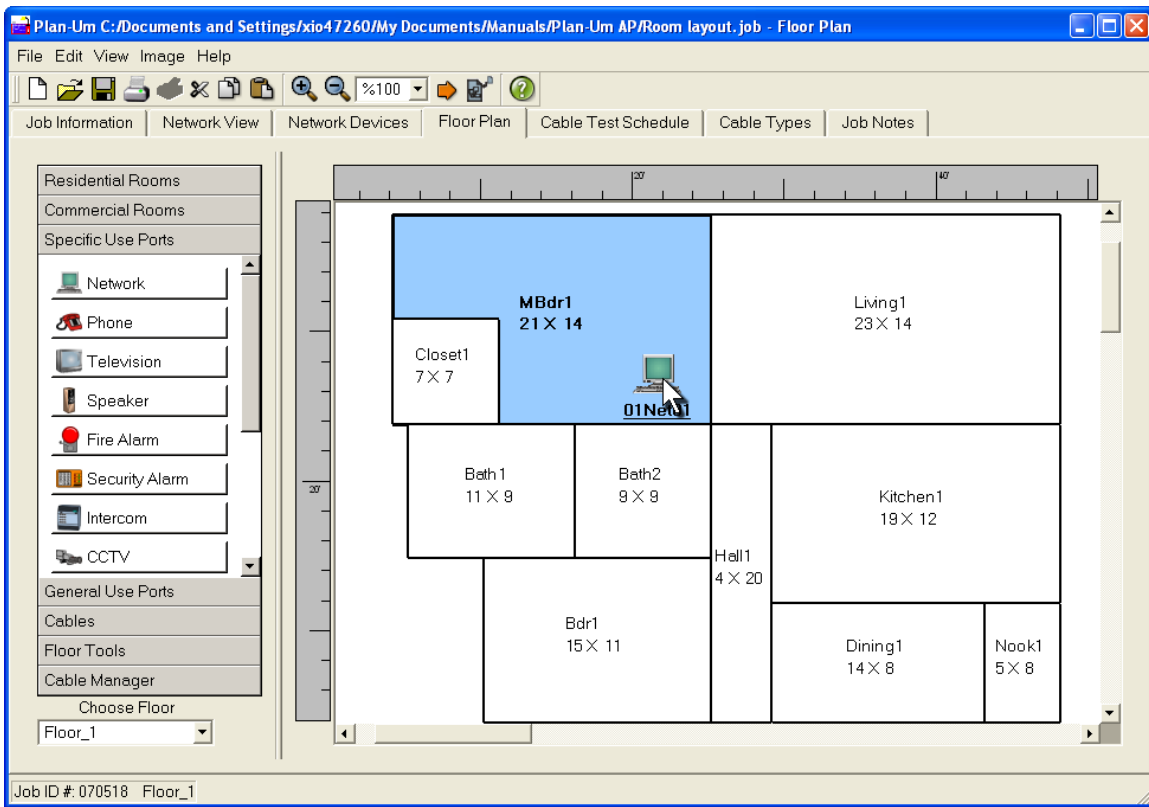 Plan-Um C:/Documents and Settings/xio47260/My Documents/Manuals/Plan-Um AP/Room layout.job - Floor Plan
File Edit View Image Help
%100
Job Information Network View Network Devices Floor Plan Cable Test Schedule Cable Types Job Notes
Residential Rooms
Commercial Rooms
Specific Use Ports
Network
Phone
Television
Speaker
Fire Alarm
Security Alarm
Intercom
CCTV
General Use Ports
Cables
Floor Tools
Cable Manager
Choose Floor
Floor_1
20'
40'
20'
MBdr1
21 X 14
Living1
23 X 14
Closet1
7 X 7
01Net01
Bath1
11 X 9
Bath2
9 X 9
Kitchen1
19 X 12
Hall1
4 X 20
Bdr1
15 X 11
Dining1
14 X 8
Nook1
5 X 8
Job ID #: 070518 Floor_1